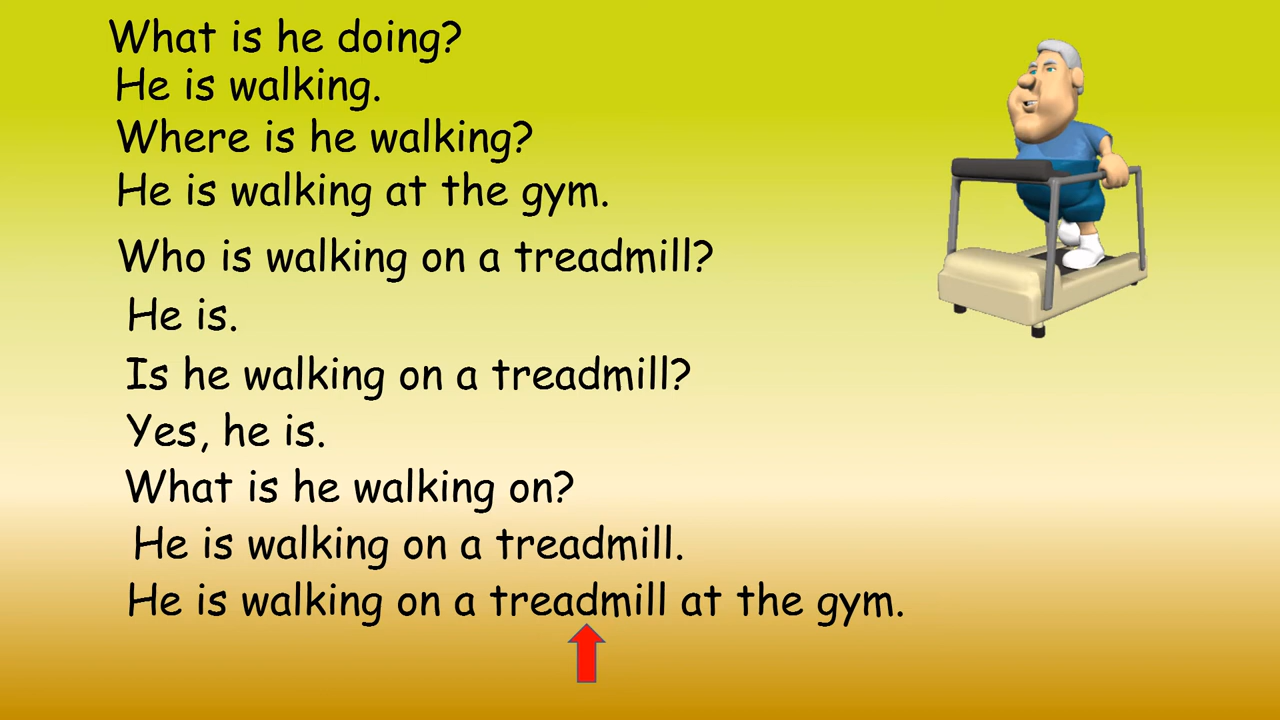 What is he doing?
He is walking.
Where is he walking?
He is walking at the gym.
Who is walking on a treadmill?
He is.
Is he walking on a treadmill?
Yes, he is.
What is he walking on?
He is walking on a treadmill.
He is walking on a treadmill at the gym.